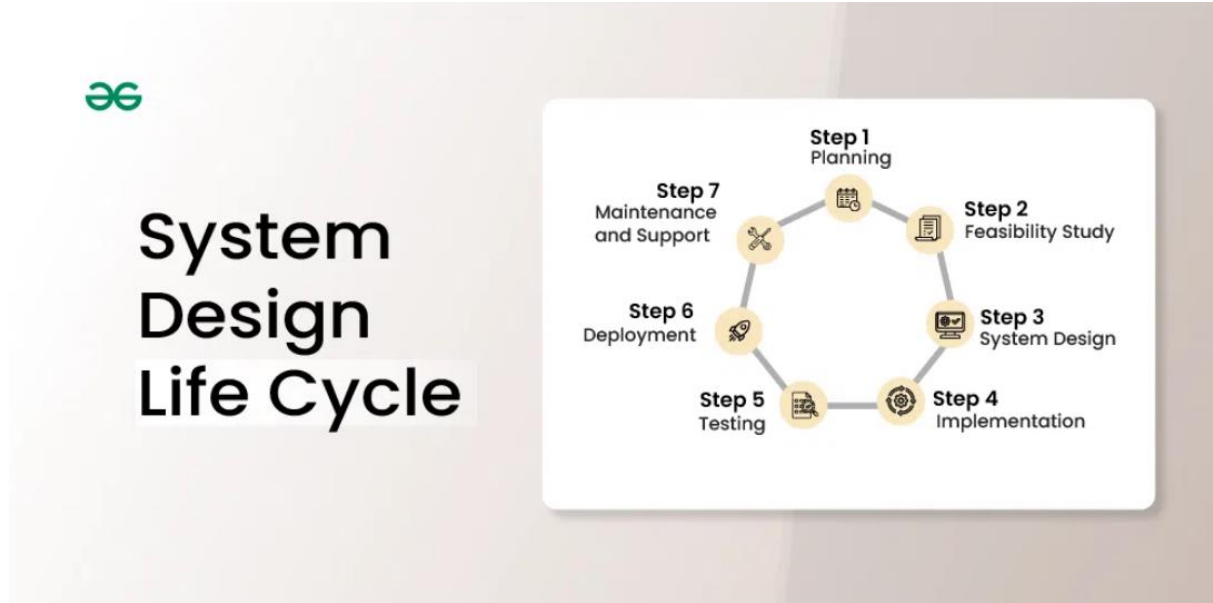 System
Design
Life Cycle
Step 1
Planning
Step 2
Feasibility Study
Step 3
System Design
Step 4
Implementation
Step 5
Testing
Step 6
Deployment
Step 7
Maintenance
and Support